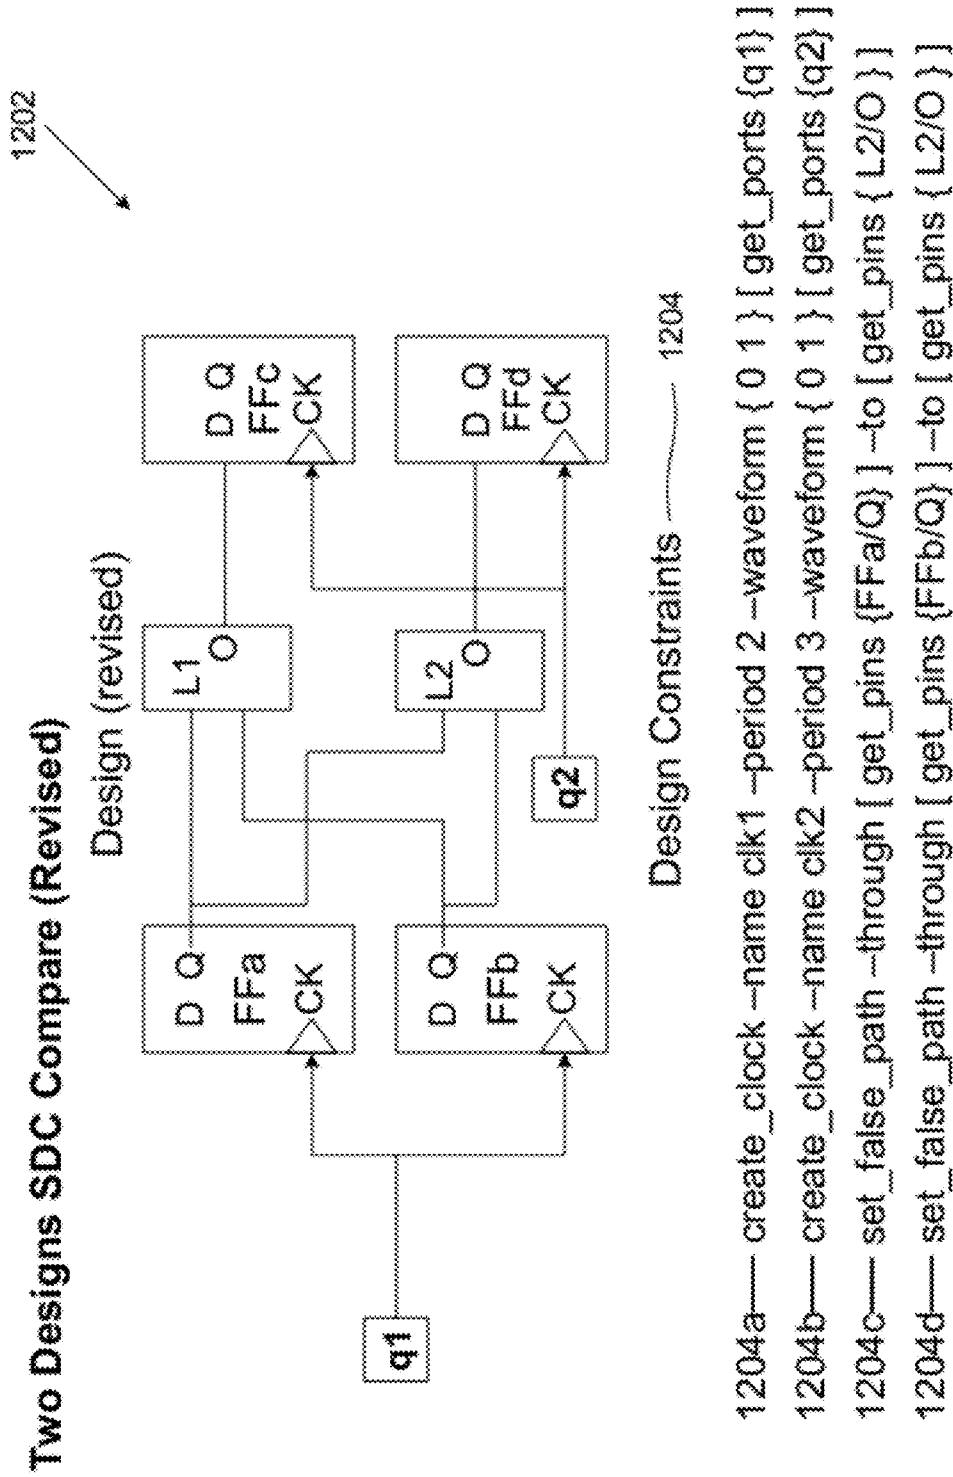 Two Designs SDC Compare (Revised)
1202
Design (revised)
q1
D Q
FFa
CK
D Q
FFb
CK
L1
O
L2
O
q2
D Q
FFc
CK
D Q
FFd
CK
Design Constraints 1204
1204a create_clock –name clk1 –period 2 –waveform { 0 1 } [ get_ports {q1} ]
1204b create_clock –name clk2 –period 3 –waveform { 0 1 } [ get_ports {q2} ]
1204c set_false_path –through [ get_pins {FFa/Q} ] –to [ get_pins { L2/O } ]
1204d set_false_path –through [ get_pins {FFb/Q} ] –to [ get_pins { L2/O } ]